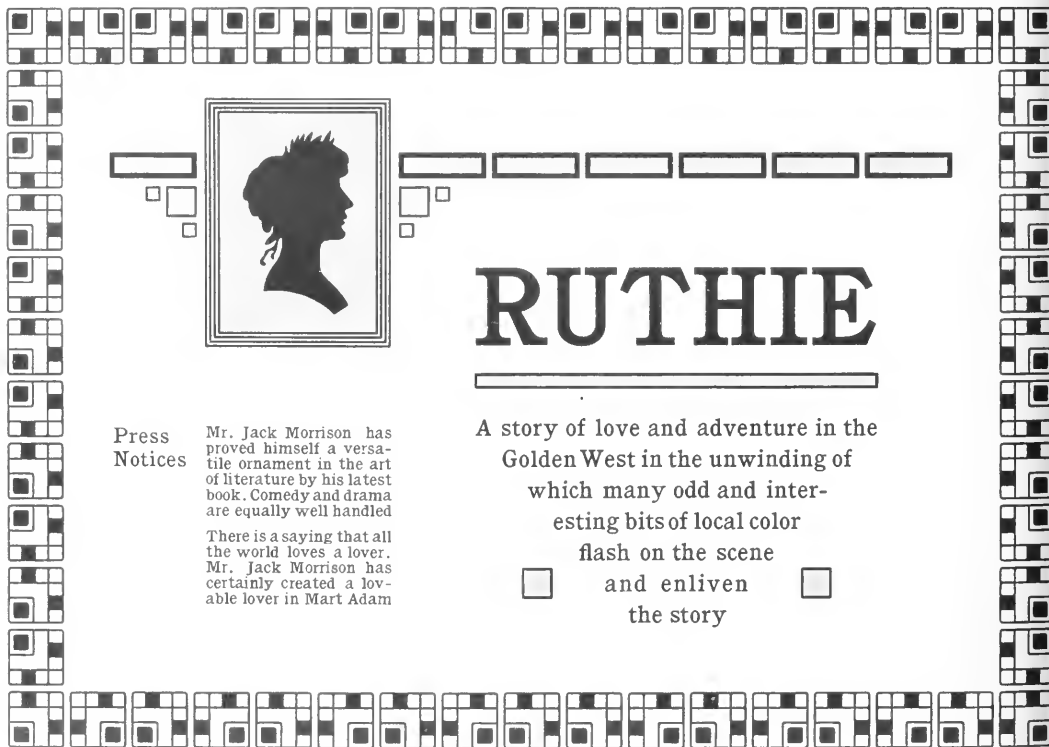 RUTHIE
Press
Notices
Mr. Jack Morrison has
proved himself a versa-
tile ornament in the art
of literature by his latest
book. Comedy and drama
are equally well handled
There is a saying that all
the world loves a lover.
Mr. Jack Morrison has
certainly created a lov-
able lover in Mart Adam
A story of love and adventure in the
Golden West in the unwinding of
which many odd and inter-
esting bits of local color
flash on the scene
and enliven
the story